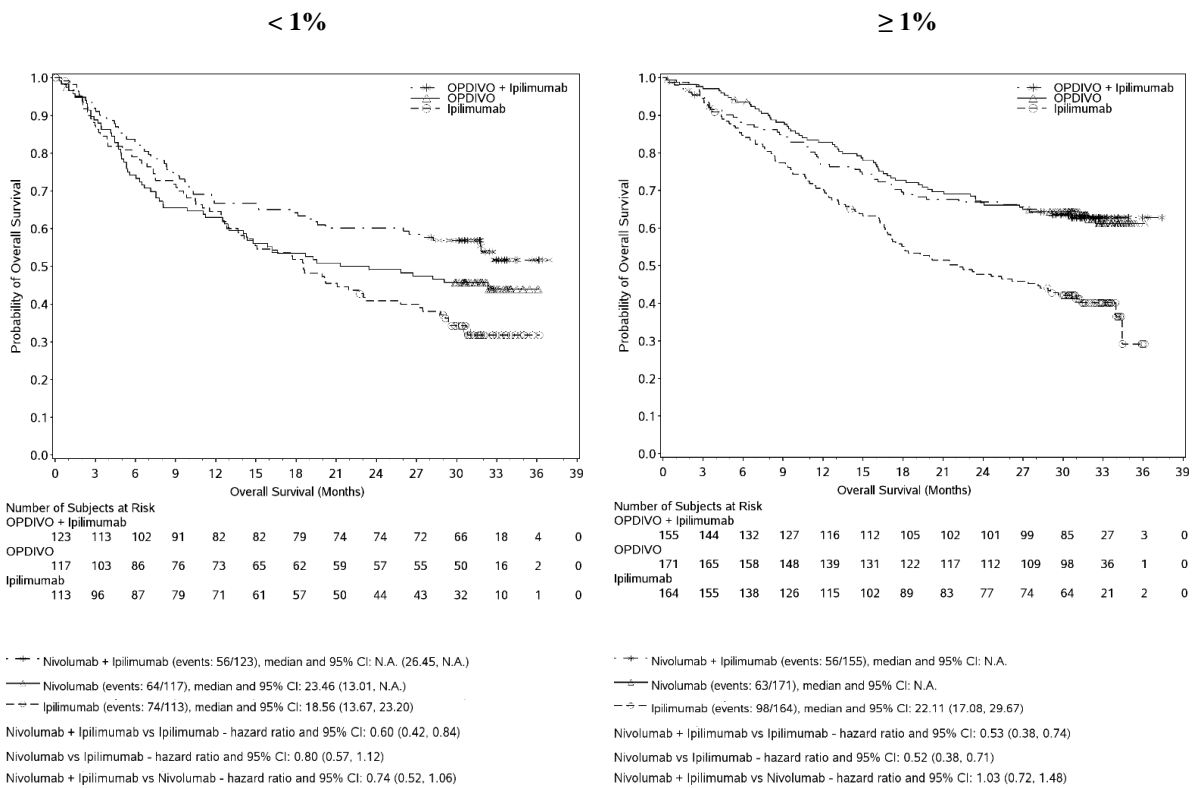 < 1%
≥ 1%
OPDIVO + Ipilimumab
OPDIVO
Ipilimumab
Probability of Overall Survival
1.0
0.9
0.8
0.7
0.6
0.5
0.4
0.3
0.2
0.1
0.0
0 3 6 9 12 15 18 21 24 27 30 33 36 39
Overall Survival (Months)
Number of Subjects at Risk
OPDIVO + Ipilimumab
123 113 102 91 82 82 79 74 74 72 66 18 4 0
OPDIVO
117 103 86 76 73 65 62 59 57 55 50 16 2 0
Ipilimumab
113 96 87 79 71 61 57 50 44 43 32 10 1 0
Nivolumab + Ipilimumab (events: 56/123), median and 95% CI: N.A. (26.45, N.A.)
Nivolumab (events: 64/117), median and 95% CI: 23.46 (13.01, N.A.)
Ipilimumab (events: 74/113), median and 95% CI: 18.56 (13.67, 23.20)
Nivolumab + Ipilimumab vs Ipilimumab - hazard ratio and 95% CI: 0.60 (0.42, 0.84)
Nivolumab vs Ipilimumab - hazard ratio and 95% CI: 0.80 (0.57, 1.12)
Nivolumab + Ipilimumab vs Nivolumab - hazard ratio and 95% CI: 0.74 (0.52, 1.06)
OPDIVO + Ipilimumab
OPDIVO
Ipilimumab
Probability of Overall Survival
1.0
0.9
0.8
0.7
0.6
0.5
0.4
0.3
0.2
0.1
0.0
0 3 6 9 12 15 18 21 24 27 30 33 36 39
Overall Survival (Months)
Number of Subjects at Risk
OPDIVO + Ipilimumab
155 144 132 127 116 112 105 102 101 99 85 27 3 0
OPDIVO
171 165 158 148 139 131 122 117 112 109 98 36 1 0
Ipilimumab
164 155 138 126 115 102 89 83 77 74 64 21 2 0
Nivolumab + Ipilimumab (events: 56/155), median and 95% CI: N.A.
Nivolumab (events: 63/171), median and 95% CI: N.A.
Ipilimumab (events: 98/164), median and 95% CI: 22.11 (17.08, 29.67)
Nivolumab + Ipilimumab vs Ipilimumab - hazard ratio and 95% CI: 0.53 (0.38, 0.74)
Nivolumab vs Ipilimumab - hazard ratio and 95% CI: 0.52 (0.38, 0.71)
Nivolumab + Ipilimumab vs Nivolumab - hazard ratio and 95% CI: 1.03 (0.72, 1.48)